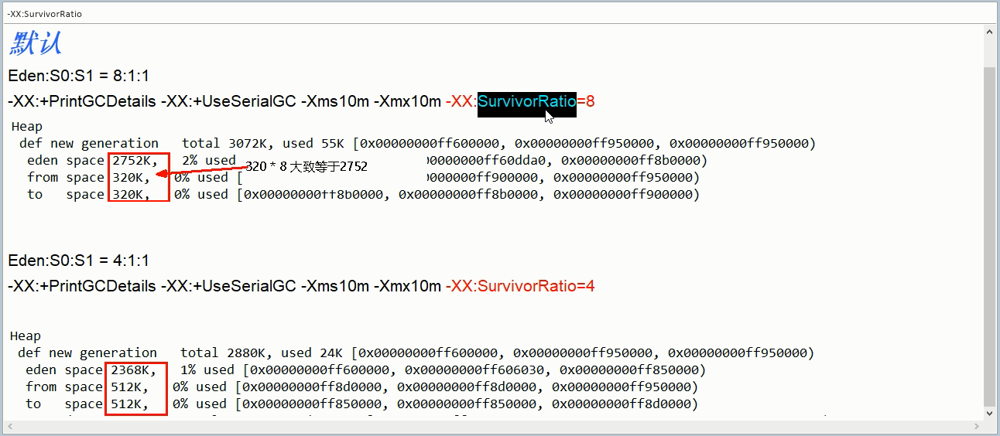 -XX:SurvivorRatio
默认
Eden:S0:S1 = 8:1:1
-XX:+PrintGCDetails -XX:+UseSerialGC -Xms10m -Xmx10m -XX:SurvivorRatio=8
Heap
def new generation total 3072K, used 55K [0x00000000ff600000, 0x00000000ff950000, 0x00000000ff950000)
eden space 2752K, 2% used 0000000ff60dda0, 0x00000000ff8b0000)
320 * 8 大致等于2752
from space 320K, 0% used [ 0000000ff900000, 0x00000000ff950000)
to space 320K, 0% used [0x00000000ff8b0000, 0x00000000ff8b0000, 0x00000000ff900000)
Eden:S0:S1 = 4:1:1
-XX:+PrintGCDetails -XX:+UseSerialGC -Xms10m -Xmx10m -XX:SurvivorRatio=4
Heap
def new generation total 2880K, used 24K [0x00000000ff600000, 0x00000000ff950000, 0x00000000ff950000)
eden space 2368K, 1% used [0x00000000ff600000, 0x00000000ff606030, 0x00000000ff850000)
from space 512K, 0% used [0x00000000ff8d0000, 0x00000000ff8d0000, 0x00000000ff950000)
to space 512K, 0% used [0x00000000ff850000, 0x00000000ff850000, 0x00000000ff8d0000)